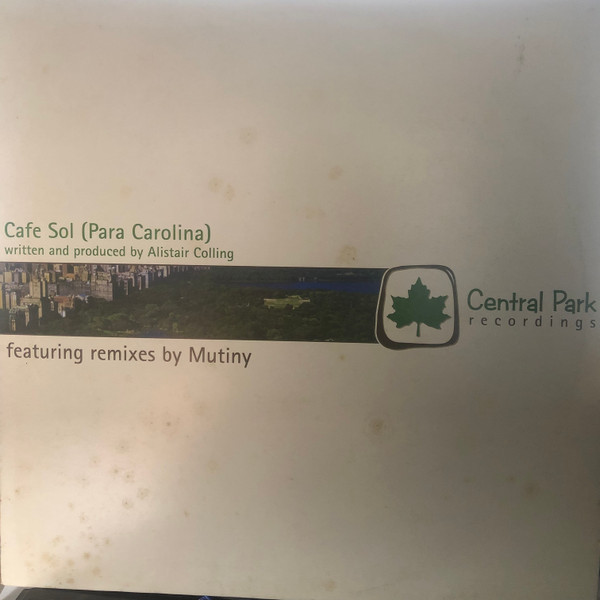 Cafe Sol (Para Carolina)
written and produced by Alistair Colling
Central Park
recordings
featuring remixes by Mutiny